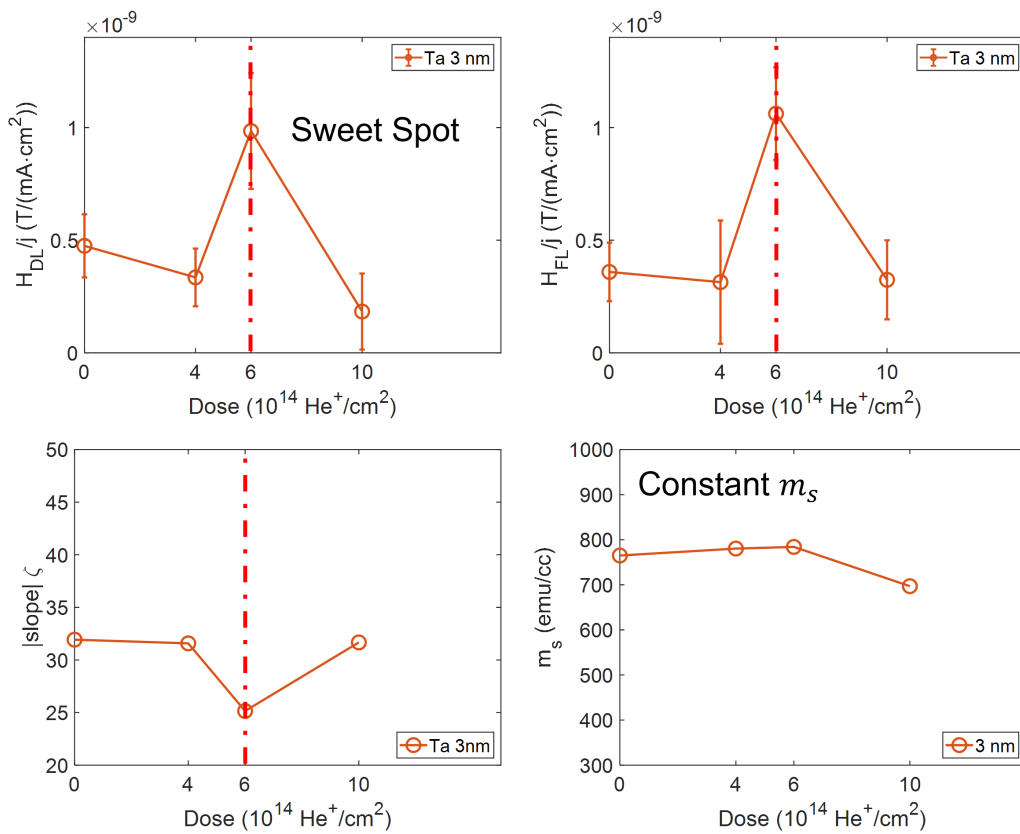 ×10⁻⁹
Ta 3 nm
Sweet Spot
H_DL/j (T/(mA·cm²))
1
0.5
0
0 4 6 10
Dose (10¹⁴ He⁺/cm²)
×10⁻⁹
Ta 3 nm
H_FL/j (T/(mA·cm²))
1
0.5
0
0 4 6 10
Dose (10¹⁴ He⁺/cm²)
|slope| ζ
50
45
40
35
30
25
20
Ta 3nm
0 4 6 10
Dose (10¹⁴ He⁺/cm²)
Constant m_s
m_s (emu/cc)
1000
900
800
700
600
500
400
300
3 nm
0 4 6 10
Dose (10¹⁴ He⁺/cm²)